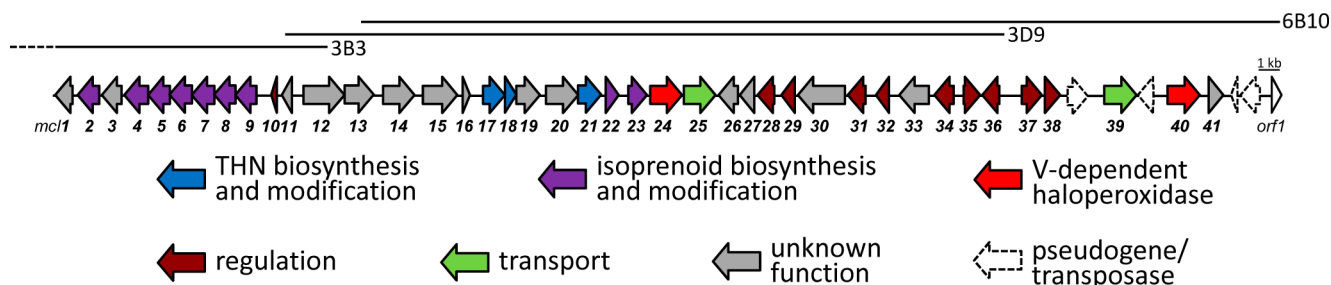 6B10
3D9
3B3
1 kb
mcl1 2 3 4 5 6 7 8 9 10 11 12 13 14 15 16 17 18 19 20 21 22 23 24 25 26 27 28 29 30 31 32 33 34 35 36 37 38 39 40 41 orf1
THN biosynthesis
and modification
isoprenoid biosynthesis
and modification
V-dependent
haloperoxidase
regulation
transport
unknown
function
pseudogene/
transposase